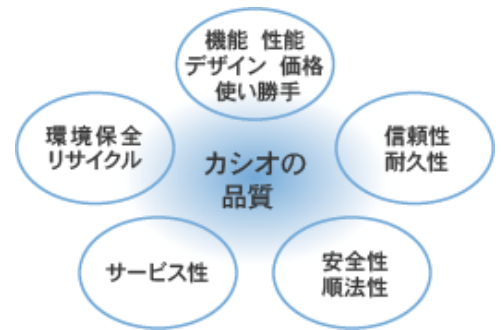 機能 性能
デザイン 価格
使い勝手
環境保全
リサイクル
信頼性
耐久性
カシオの
品質
サービス性
安全性
順法性